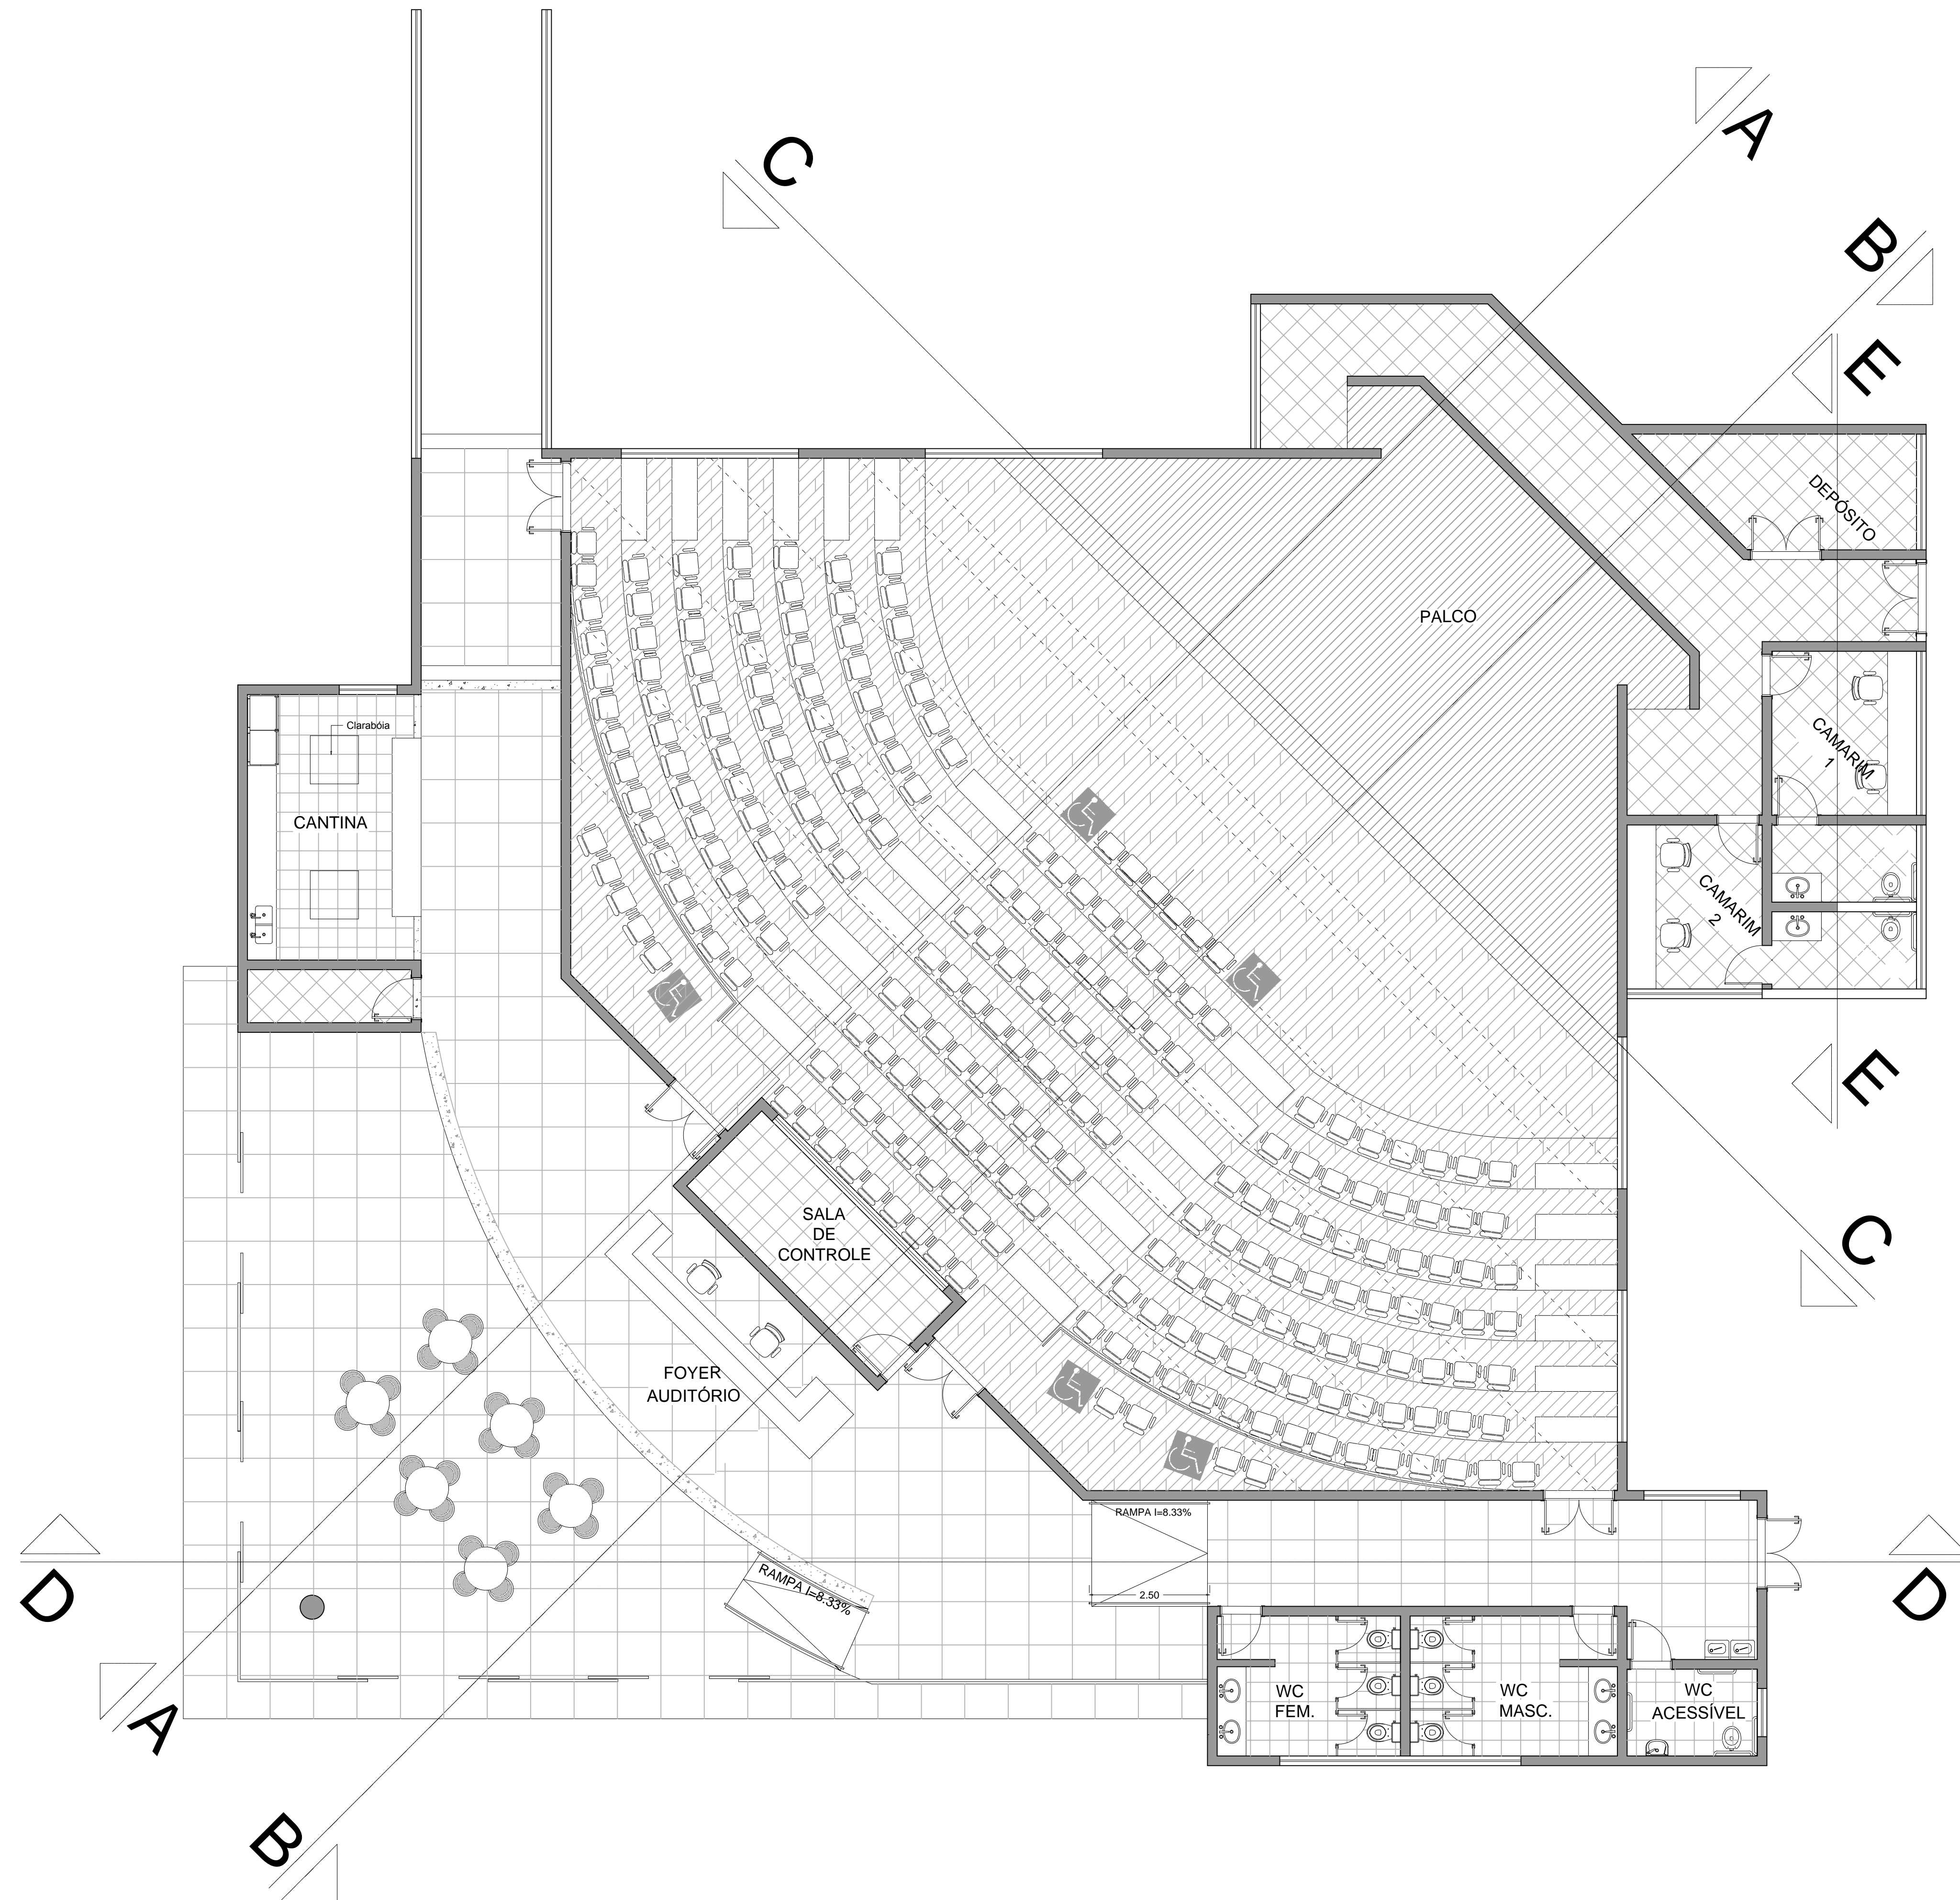 C
A
B
E
DEPÓSITO
PALCO
Clarabóia
CAMARIM
1
CANTINA
CAMARIM
2
E
SALA
DE
CONTROLE
C
FOYER
AUDITÓRIO
RAMPA I=8.33%
D
RAMPA I=8.33%
2.50
D
WC
FEM.
WC
MASC.
WC
ACESSÍVEL
A
B